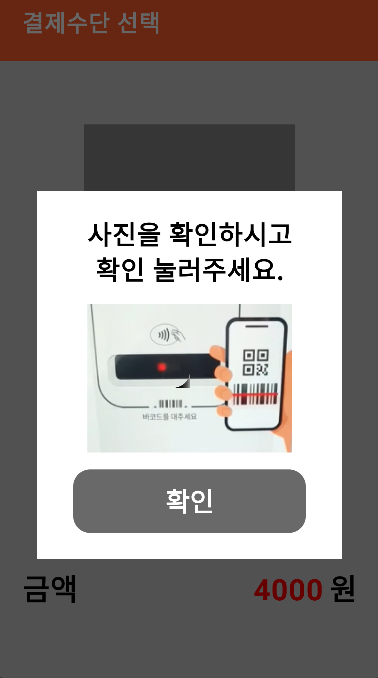 결제수단 선택
사진을 확인하시고
확인 눌러주세요.
바코드를 대주세요
확인
금액 4000 원